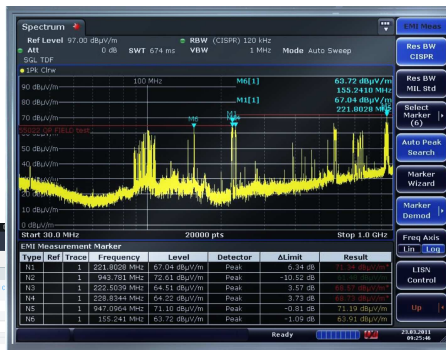 Spectrum
Ref Level 97.00 dBµV/m
RBW (CISPR) 120 kHz
Att 0 dB SWT 674 ms VBW 1 MHz Mode Auto Sweep
SGL TDF
1Pk Clrw
100 MHz
M6[1] 63.72 dBµV/m
155.2410 MHz
M1[1] 67.04 dBµV/m
221.8028 MHz
90 dBµV/m
80 dBµV/m
70 dBµV/m
60 dBµV/m
50 dBµV/m
40 dBµV/m
30 dBµV/m
20 dBµV/m
10 dBµV/m
0 dBµV/m
M6
Start 30.0 MHz 20000 pts Stop 1.0 GHz
EMI Measurement Marker
Type Ref Trace Frequency Level Detector ΔLimit Result
N1 1 221.8028 MHz 67.04 dBµV/m Peak 6.34 dB
N2 1 943.781 MHz 72.61 dBµV/m Peak -10.52 dB
N3 1 222.5039 MHz 64.51 dBµV/m Peak 3.57 dB
N4 1 228.8344 MHz 64.22 dBµV/m Peak 3.73 dB
N5 1 947.0964 MHz 71.10 dBµV/m Peak -0.81 dB 71.19 dBµV/m
N6 1 155.241 MHz 63.72 dBµV/m Peak -1.09 dB 63.91 dBµV/m
Ready
23.03.2011
09:25:46
EMI Meas
Res BW
CISPR
Res BW
MIL Std
Select
Marker
(6)
Auto Peak
Search
Marker
Wizard
Marker
Demod
Freq Axis
Lin Log
LISN
Control
Up